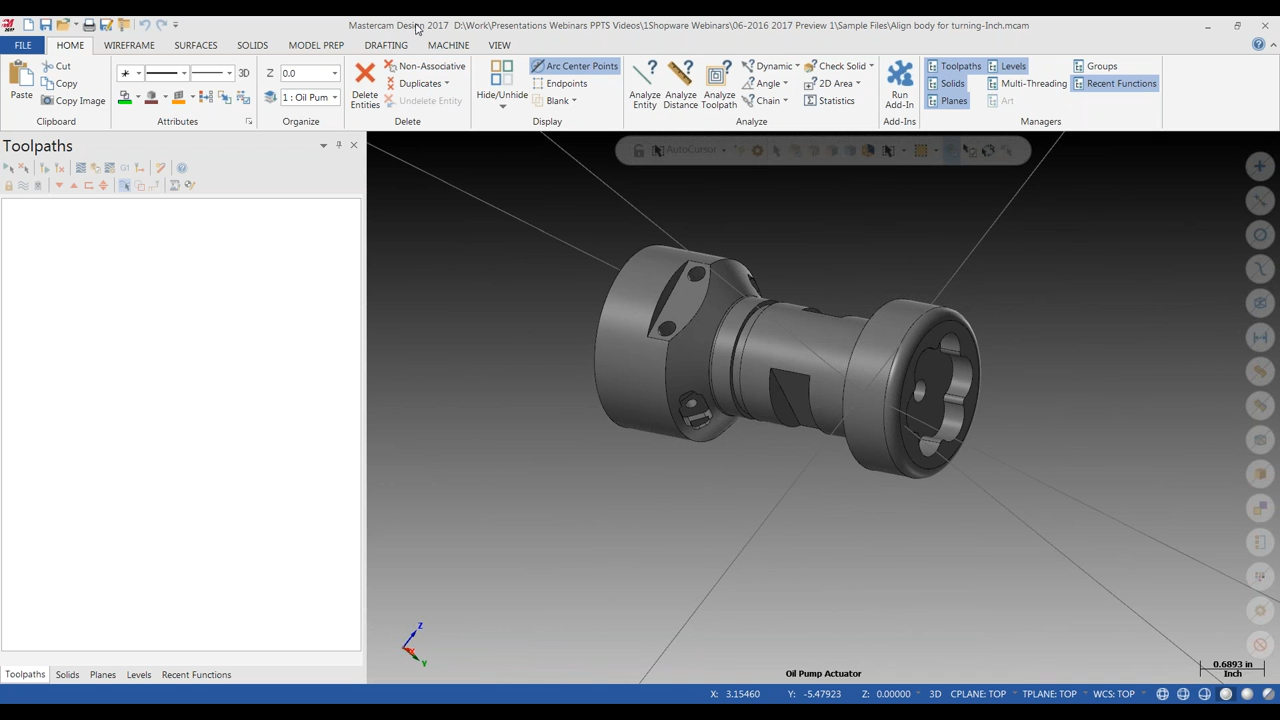 Mastercam Design 2017 D:\Work\Presentations Webinars PPTS Videos\1Shopware Webinars\06-2016 2017 Preview 1\Sample Files\Align body for turning-Inch.mcam
FILE HOME WIREFRAME SURFACES SOLIDS MODEL PREP DRAFTING MACHINE VIEW
Paste
Cut
Copy
Copy Image
Clipboard
3D
Attributes
Z 0.0
1 : Oil Pum
Organize
Delete Entities
Non-Associative
Duplicates
Undelete Entity
Delete
Hide/Unhide
Arc Center Points
Endpoints
Blank
Display
Analyze Entity
Analyze Distance
Analyze Toolpath
Dynamic
Angle
Chain
Check Solid
2D Area
Statistics
Analyze
Run Add-In
Add-Ins
Toolpaths
Solids
Planes
Levels
Multi-Threading
Art
Groups
Recent Functions
Managers
Toolpaths
G1
AutoCursor
Z
X
Y
Oil Pump Actuator
0.6893 in
Inch
Toolpaths Solids Planes Levels Recent Functions
X: 3.15460 Y: -5.47923 Z: 0.00000 3D CPLANE: TOP TPLANE: TOP WCS: TOP